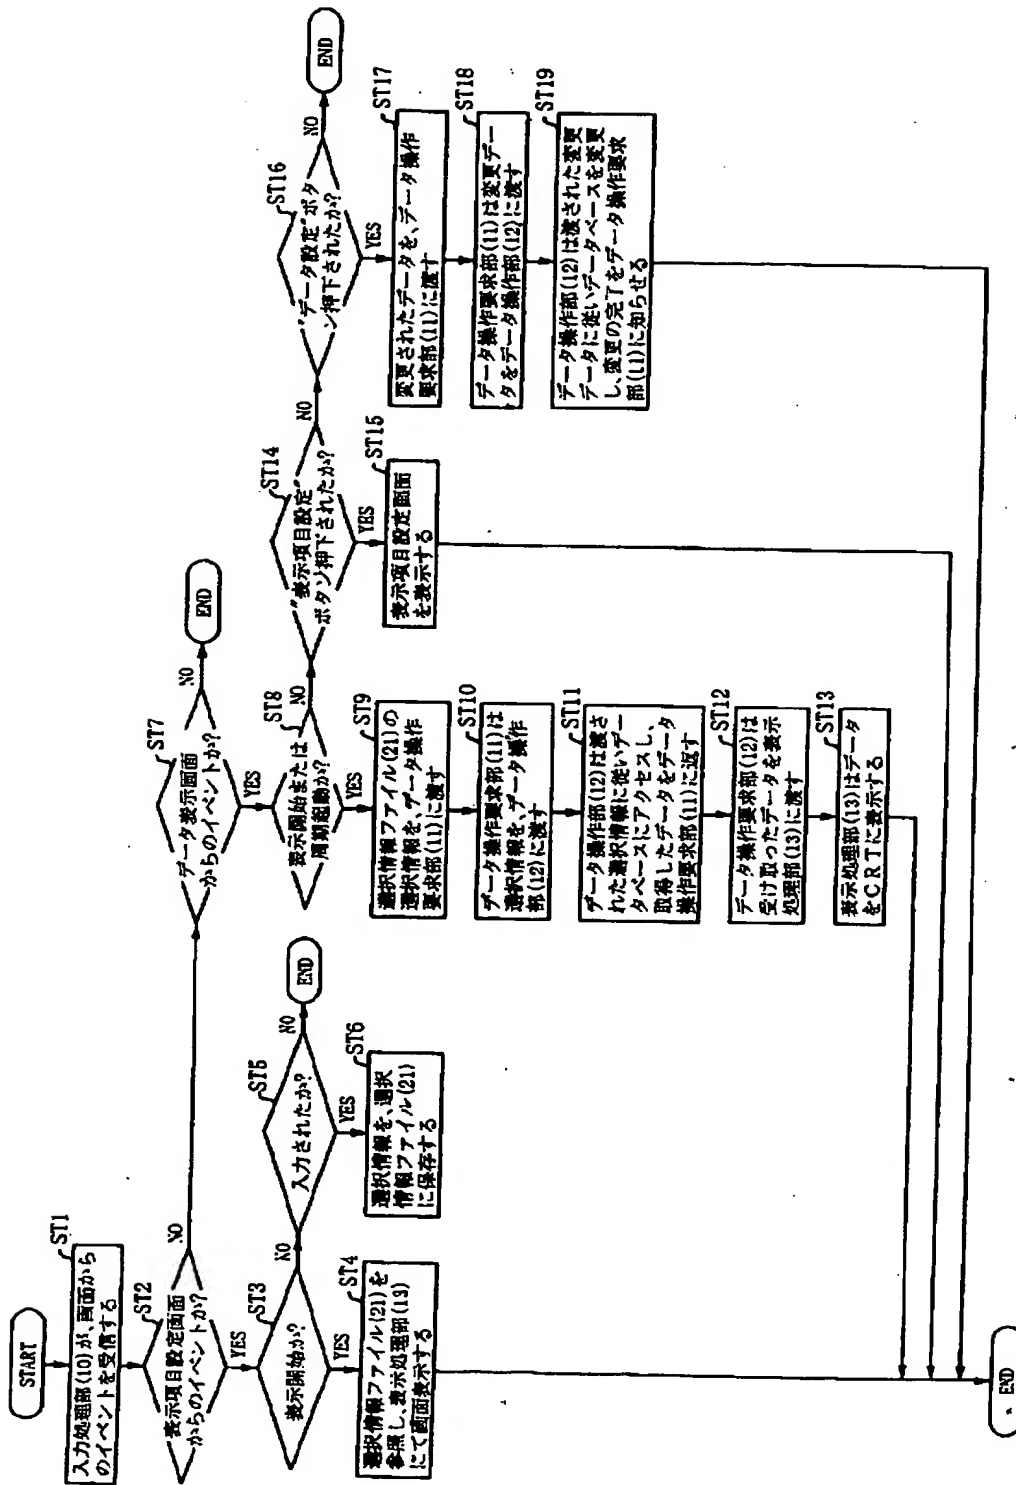 START
ST1
入力処理部(10)が、画面から
のイベントを受信する
ST2
表示項目設定画面
からのイベントか?
NO
YES
ST3
表示開始か?
NO
YES
ST4
選択情報ファイル(21)を
参照し、表示処理部(13)
にて画面表示する
ST5
入力されたか?
NO
END
YES
ST6
選択情報を、選択
情報ファイル(21)
に保存する
ST7
データ表示画面
からのイベントか?
NO
END
YES
ST8
表示開始または
周期起動か?
NO
YES
ST9
選択情報ファイル(21)の
選択情報を、データ操作
要求部(11)に渡す
ST10
データ操作要求部(11)は
選択情報を、データ操作
部(12)に渡す
ST11
データ操作部(12)は渡さ
れた選択情報に従いデー
タベースにアクセスし、
取得したデータをデータ
操作要求部(11)に返す
ST12
データ操作要求部(12)は
受け取ったデータを表示
処理部(13)に渡す
ST13
表示処理部(13)はデータ
をCRTに表示する
ST14
"表示項目設定"
ボタン押下されたか?
NO
YES
ST15
表示項目設定画面
を表示する
ST16
"データ設定"ボタ
ン押下されたか?
NO
END
YES
ST17
変更されたデータを、データ操作
要求部(11)に渡す
ST18
データ操作要求部(11)は変更デー
タをデータ操作部(12)に渡す
ST19
データ操作部(12)は渡された変更
データに従いデータベースを変更
し、変更の完了をデータ操作要求
部(11)に知らせる
END